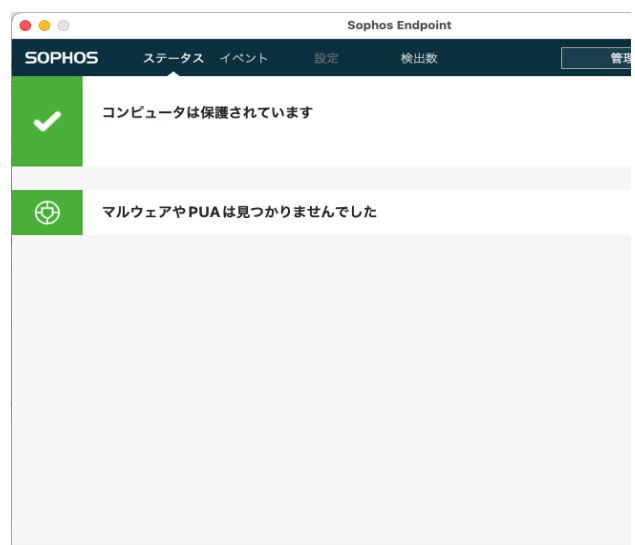 Sophos Endpoint
SOPHOS ステータス イベント 設定 検出数 管理
コンピュータは保護されています
マルウェアやPUAは見つかりませんでした